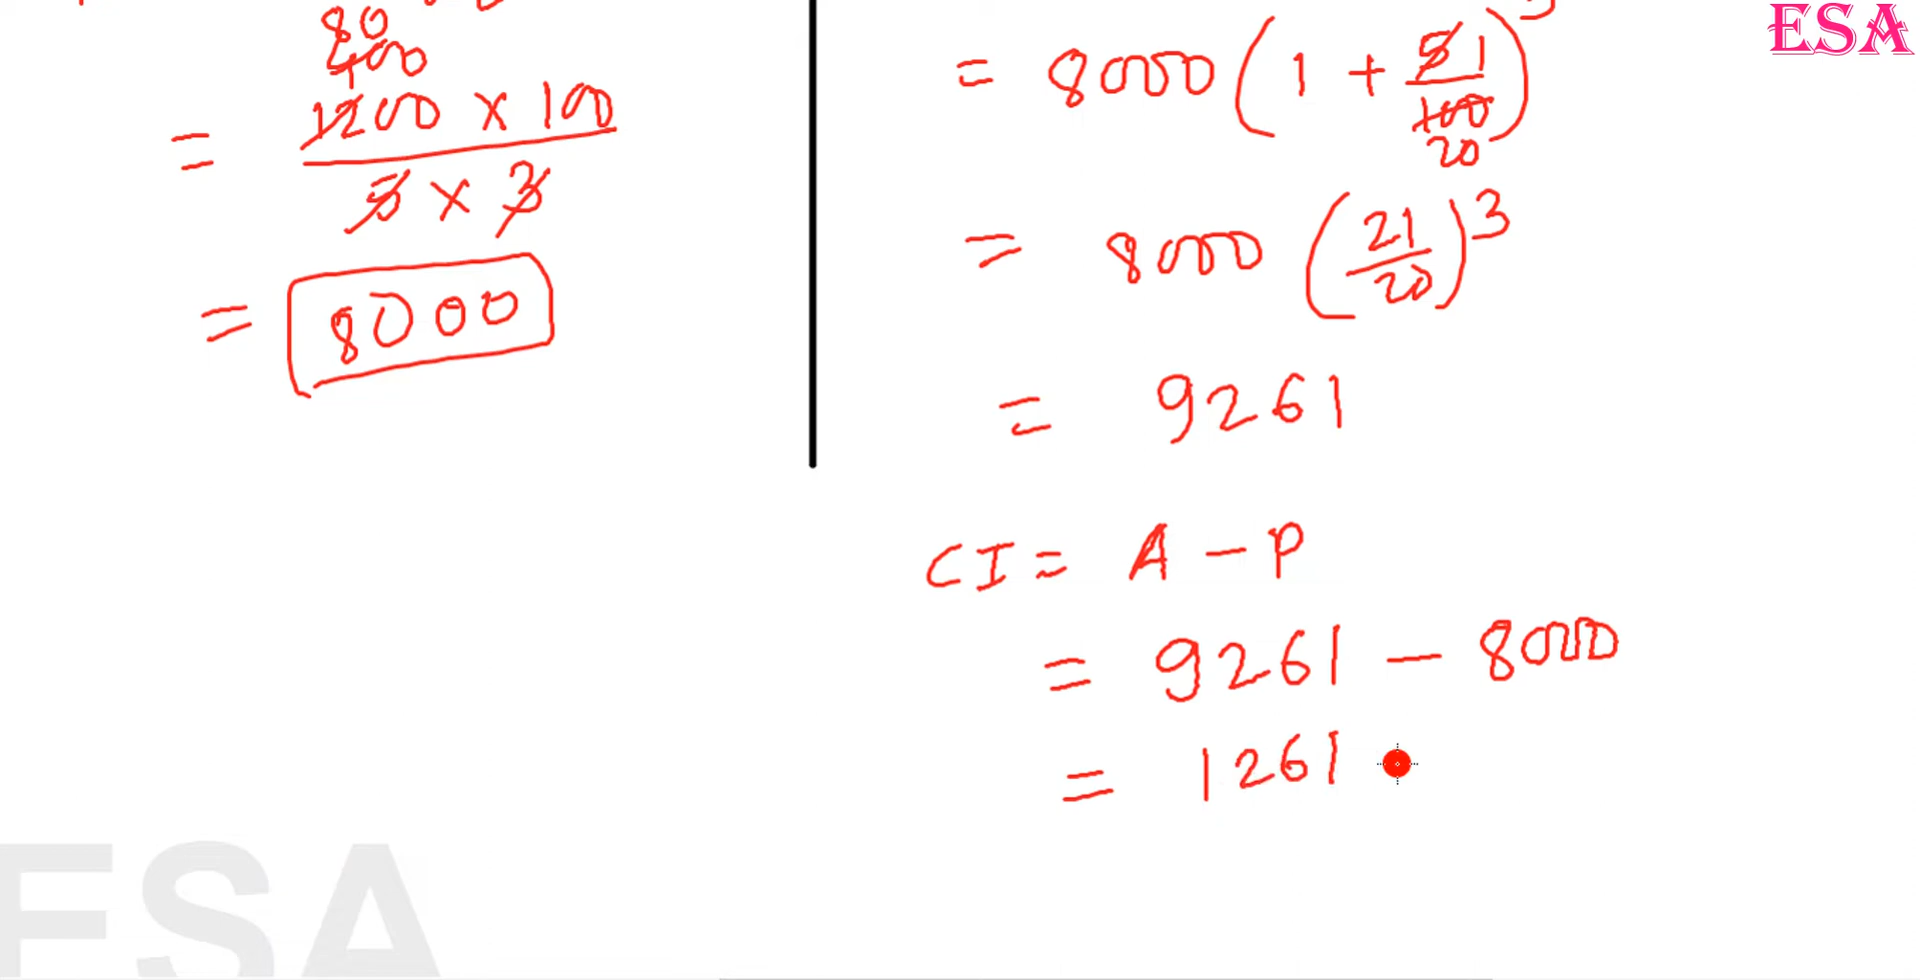 80
400
= 1200 × 100
5 × 3
= 8000
ESA
= 8000 ( 1 + 5 1
100
20 )
= 8000 ( 21
20 ) 3
= 9261
CI = A − P
= 9261 − 8000
= 1261
ESA